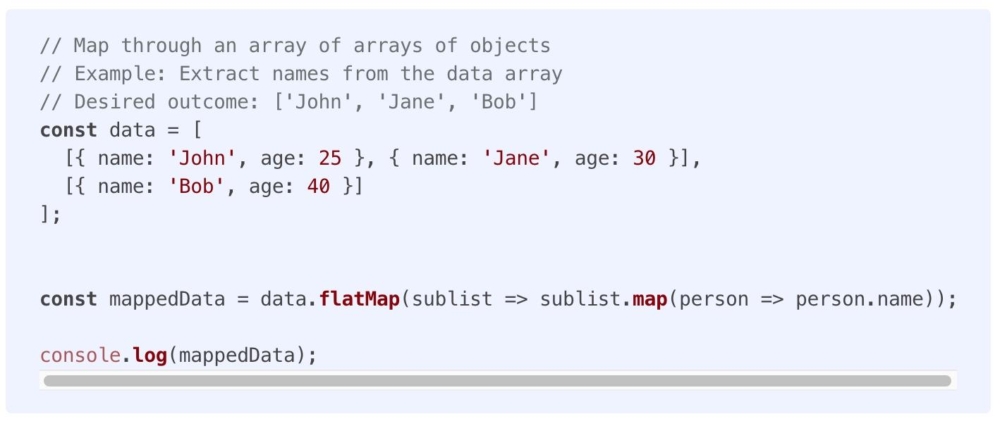 // Map through an array of arrays of objects
// Example: Extract names from the data array
// Desired outcome: ['John', 'Jane', 'Bob']
const data = [
  [{ name: 'John', age: 25 }, { name: 'Jane', age: 30 }],
  [{ name: 'Bob', age: 40 }]
];
const mappedData = data.flatMap(sublist => sublist.map(person => person.name));
console.log(mappedData);